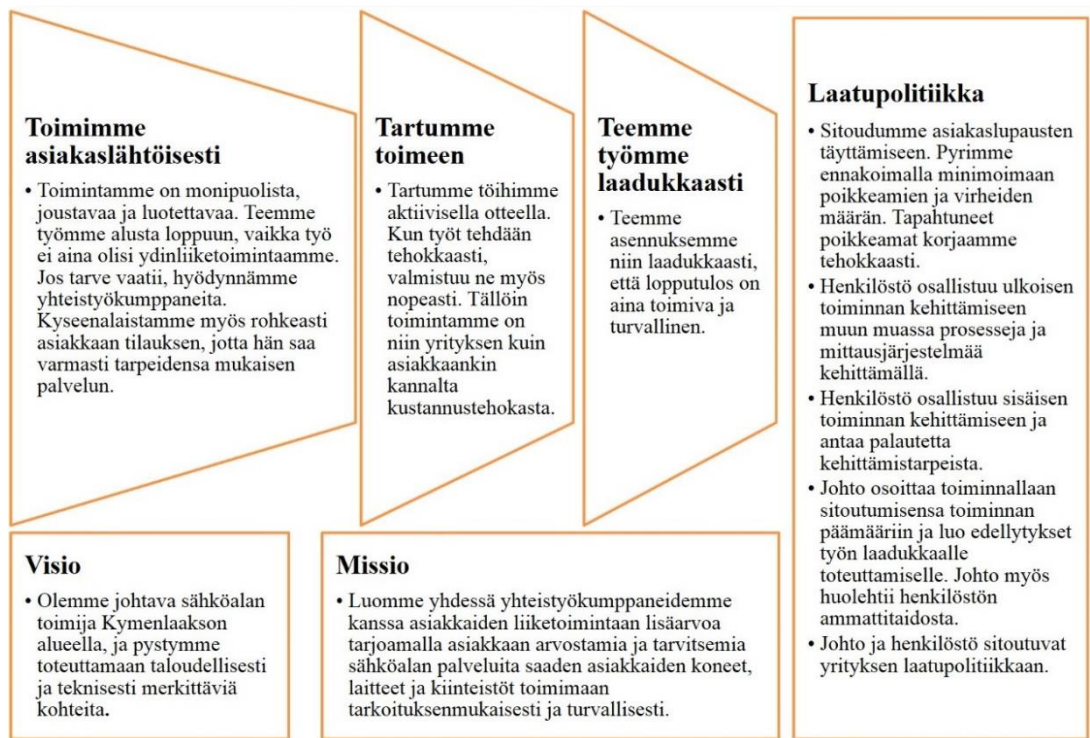 Toimimme
asiakaslähtöisesti
• Toimintamme on monipuolista,
joustavaa ja luotettavaa. Teemme
työmme alusta loppuun, vaikka työ
ei aina olisi ydinliiketoimintaamme.
Jos tarve vaatii, hyödynnämme
yhteistyökumppaneita.
Kyseenalaistamme myös rohkeasti
asiakkaan tilauksen, jotta hän saa
varmasti tarpeidensa mukaisen
palvelun.
Tartumme
toimeen
• Tartumme töihimme
aktiivisella otteella.
Kun työt tehdään
tehokkaasti,
valmistuu ne myös
nopeasti. Tällöin
toimintamme on
niin yrityksen kuin
asiakkaankin
kannalta
kustannustehokasta.
Teemme
työmme
laadukkaasti
• Teemme
asennuksemme
niin laadukkaasti,
että lopputulos on
aina toimiva ja
turvallinen.
Laatupolitiikka
• Sitoudumme asiakaslupausten
täyttämiseen. Pyrimme
ennakoimalla minimoimaan
poikkeamien ja virheiden
määrän. Tapahtuneet
poikkeamat korjaamme
tehokkaasti.
• Henkilöstö osallistuu ulkoisen
toiminnan kehittämiseen
muun muassa prosesseja ja
mittausjärjestelmää
kehittämällä.
• Henkilöstö osallistuu sisäisen
toiminnan kehittämiseen ja
antaa palautetta
kehittämistarpeista.
• Johto osoittaa toiminnallaan
sitoutumisensa toiminnan
päämääriin ja luo edellytykset
työn laadukkaalle
toteuttamiselle. Johto myös
huolehtii henkilöstön
ammattitaidosta.
• Johto ja henkilöstö sitoutuvat
yrityksen laatupolitiikkaan.
Visio
• Olemme johtava sähköalan
toimija Kymenlaakson
alueella, ja pystymme
toteuttamaan taloudellisesti
ja teknisesti merkittäviä
kohteita.
Missio
• Luomme yhdessä yhteistyökumppaneidemme
kanssa asiakkaiden liiketoimintaan lisäarvoa
tarjoamalla asiakkaan arvostamia ja tarvitsemia
sähköalan palveluita saaden asiakkaiden koneet,
laitteet ja kiinteistöt toimimaan
tarkoituksenmukaisesti ja turvallisesti.